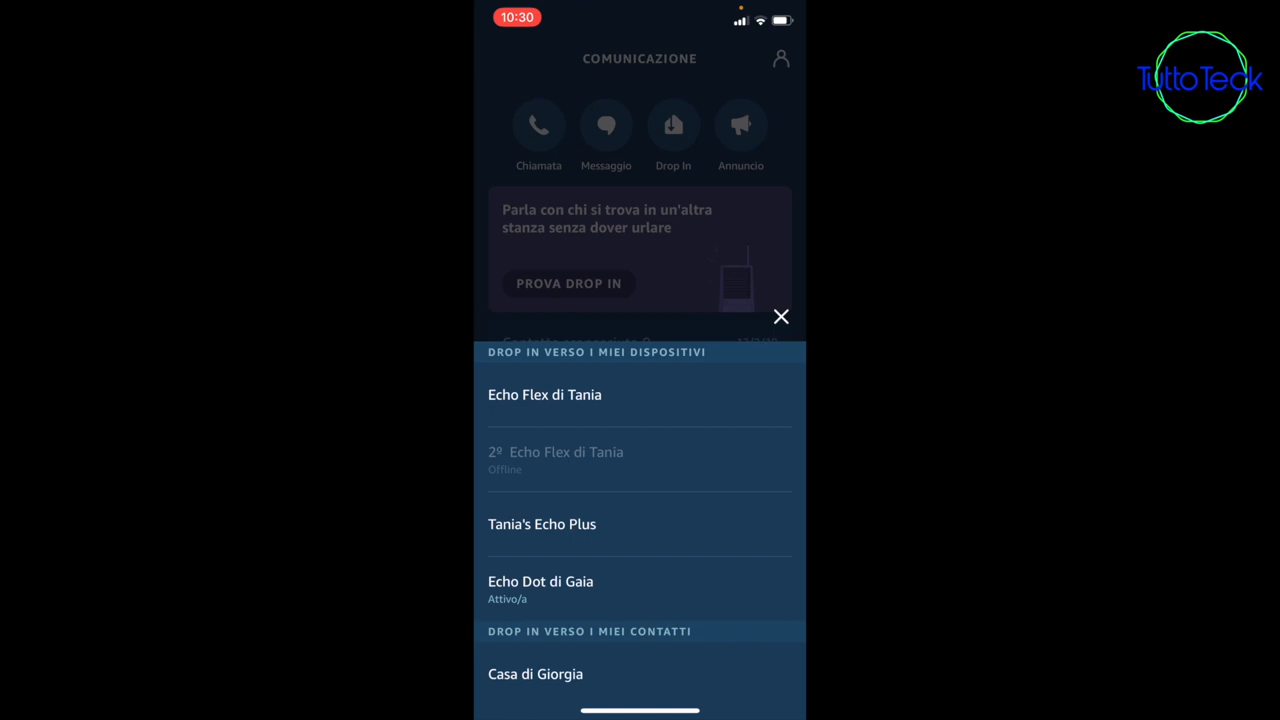 10:30
COMUNICAZIONE
Chiamata
Messaggio
Drop In
Annuncio
Parla con chi si trova in un'altra
stanza senza dover urlare
PROVA DROP IN
DROP IN VERSO I MIEI DISPOSITIVI
Echo Flex di Tania
2º Echo Flex di Tania
Offline
Tania's Echo Plus
Echo Dot di Gaia
Attivo/a
DROP IN VERSO I MIEI CONTATTI
Casa di Giorgia
TuttoTeck